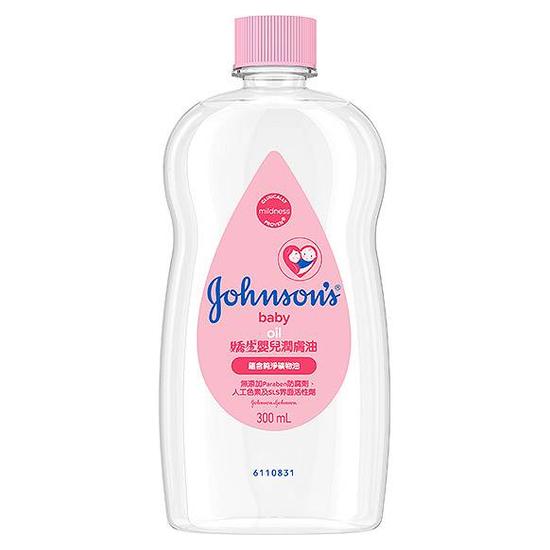 CLINICALLY
mildness
PROVEN®
Johnson's®
baby
oil
嬌生嬰兒潤膚油
蘊含純淨礦物油
無添加Paraben防腐劑、
人工色素及SLS界面活性劑
Johnson & Johnson
300 mL
6110831